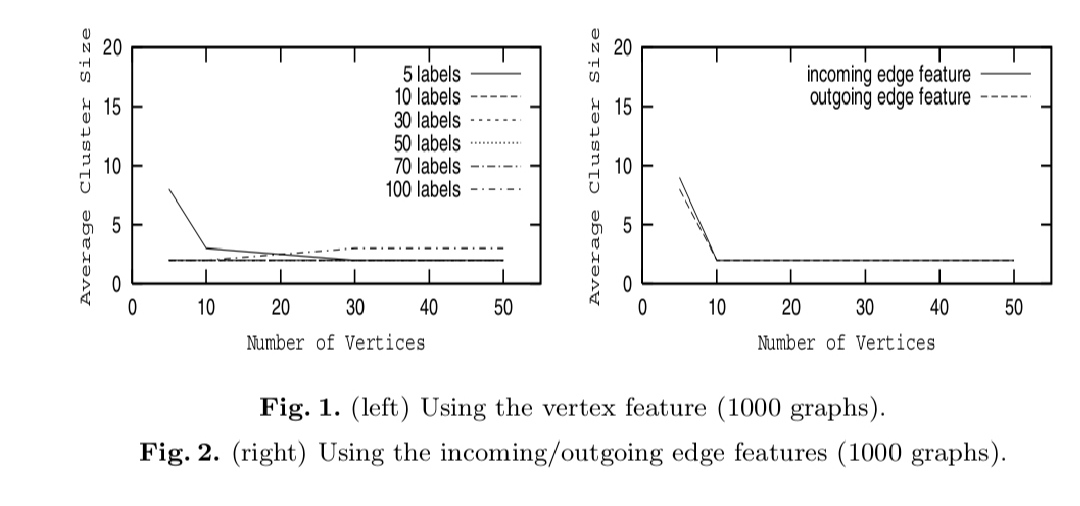 Average Cluster Size
20
15
10
5
0
5 labels
10 labels
30 labels
50 labels
70 labels
100 labels
0 10 20 30 40 50
Number of Vertices
Average Cluster Size
20
15
10
5
0
incoming edge feature
outgoing edge feature
0 10 20 30 40 50
Number of Vertices
Fig. 1. (left) Using the vertex feature (1000 graphs).
Fig. 2. (right) Using the incoming/outgoing edge features (1000 graphs).